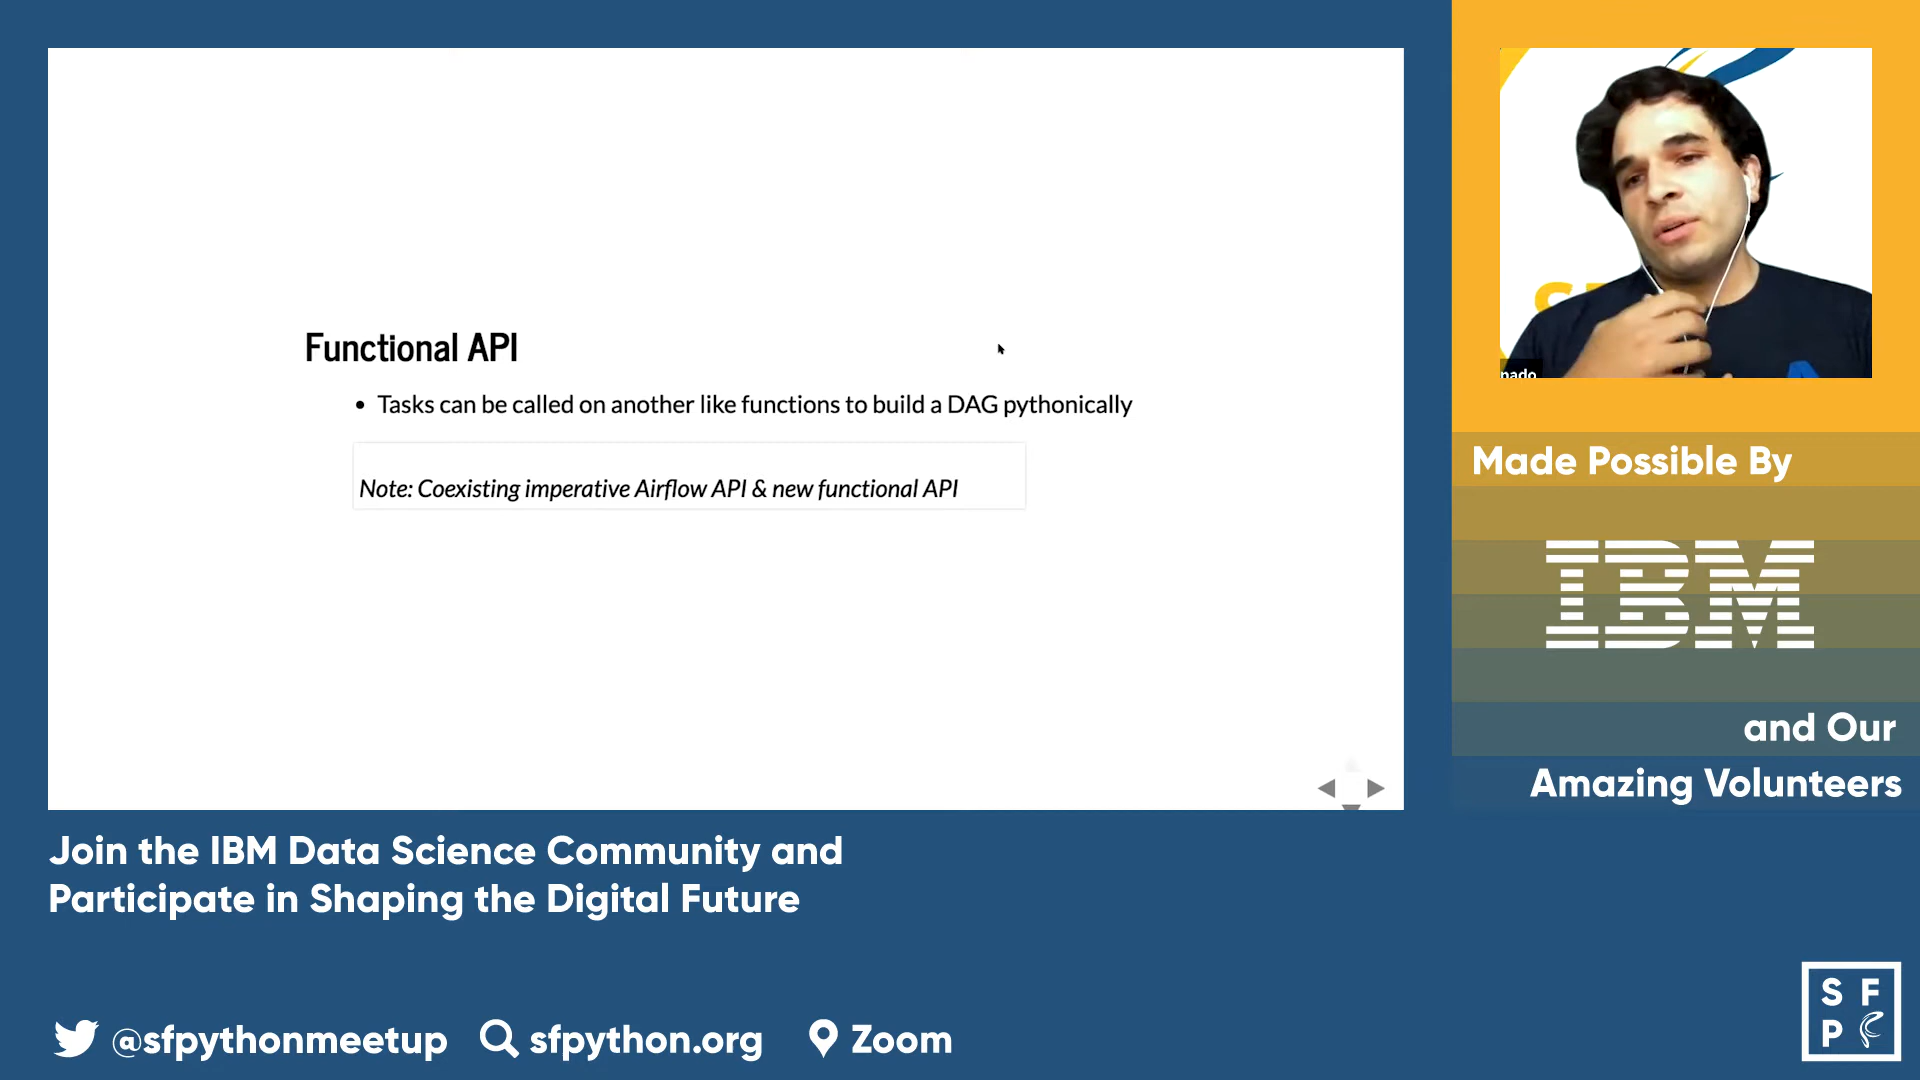 Functional API
• Tasks can be called on another like functions to build a DAG pythonically
Note: Coexisting imperative Airflow API & new functional API
nado
Made Possible By
IBM
and Our
Amazing Volunteers
Join the IBM Data Science Community and
Participate in Shaping the Digital Future
@sfpythonmeetup
sfpython.org
Zoom
S F
P